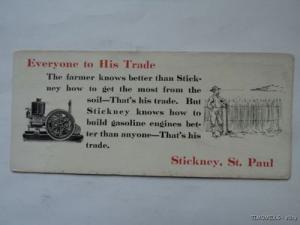 Everyone to His Trade
The farmer knows better than Stick-
ney how to get the most from the
soil—That's his trade. But
Stickney knows how to
build gasoline engines bet-
ter than anyone—That's his
trade.
Stickney, St. Paul